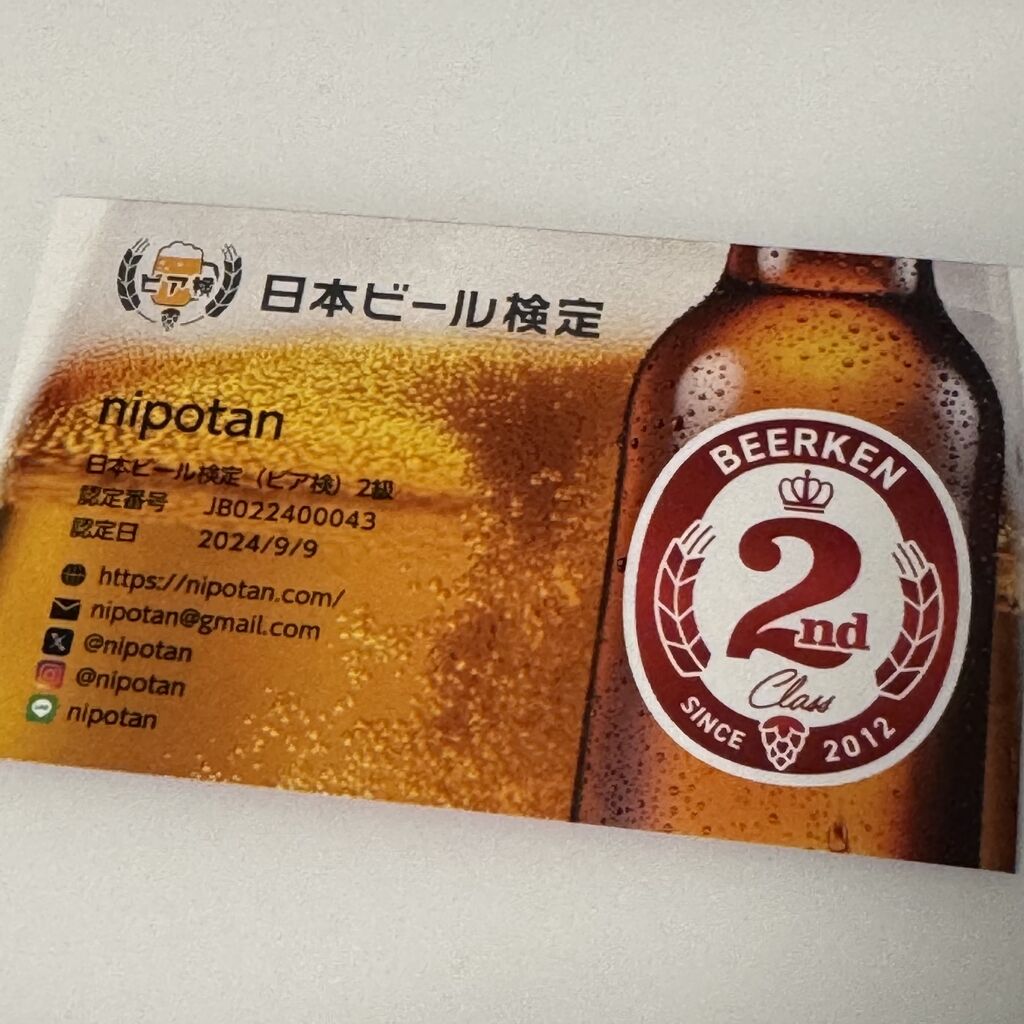 ビア検
日本ビール検定
nipotan
日本ビール検定（ビア検）2級
認定番号 JB022400043
認定日 2024/9/9
https://nipotan.com/
nipotan@gmail.com
@nipotan
@nipotan
nipotan
BEERKEN
2nd
Class
SINCE 2012